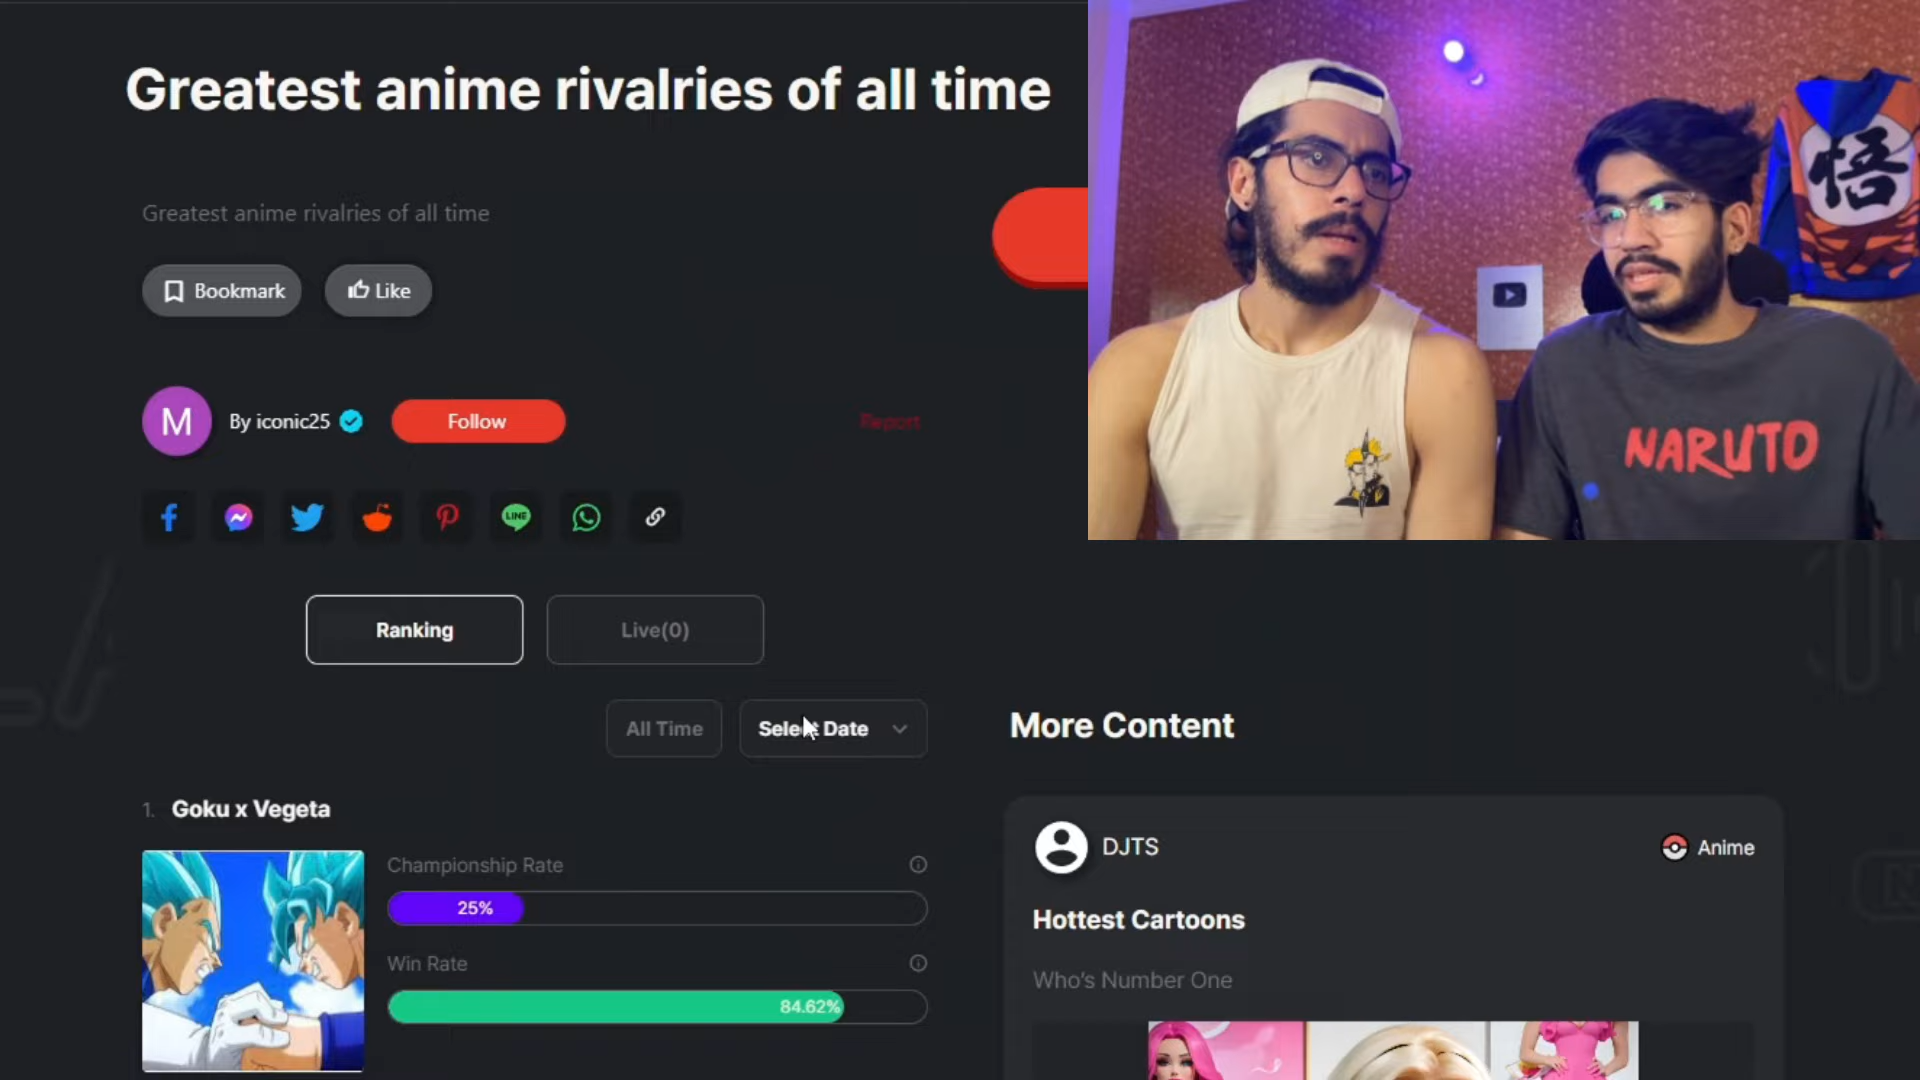 Greatest anime rivalries of all time
Greatest anime rivalries of all time
Bookmark
Like
M
By iconic25
Follow
Report
LINE
Ranking
Live(0)
All Time
Select Date
1. Goku x Vegeta
Championship Rate
25%
Win Rate
84.62%
悟
NARUTO
More Content
DJTS
Anime
Hottest Cartoons
Who's Number One